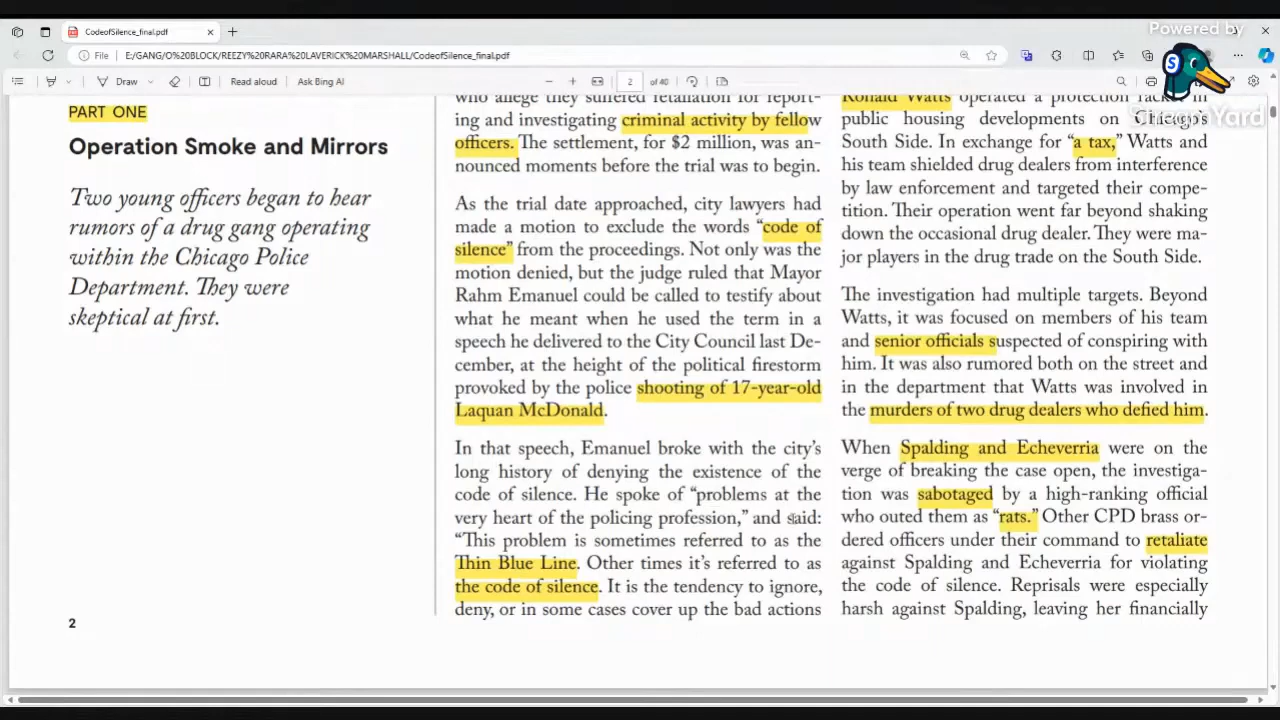 Powered by
StreamYard
CodeofSilence_final.pdf
File
E:/GANG/O%20BLOCK/REEZY%20RARA%20LAVERICK%20MARSHALL/CodeofSilence_final.pdf
Draw
Read aloud
Ask Bing AI
2
of 40
PART ONE
Operation Smoke and Mirrors
Two young officers began to hear
rumors of a drug gang operating
within the Chicago Police
Department. They were
skeptical at first.
2
who allege they suffered retaliation for report-
ing and investigating criminal activity by fellow
officers. The settlement, for $2 million, was an-
nounced moments before the trial was to begin.
As the trial date approached, city lawyers had
made a motion to exclude the words “code of
silence” from the proceedings. Not only was the
motion denied, but the judge ruled that Mayor
Rahm Emanuel could be called to testify about
what he meant when he used the term in a
speech he delivered to the City Council last De-
cember, at the height of the political firestorm
provoked by the police shooting of 17-year-old
Laquan McDonald.
In that speech, Emanuel broke with the city’s
long history of denying the existence of the
code of silence. He spoke of “problems at the
very heart of the policing profession,” and said:
“This problem is sometimes referred to as the
Thin Blue Line. Other times it’s referred to as
the code of silence. It is the tendency to ignore,
deny, or in some cases cover up the bad actions
Ronald Watts operated a protection racket in
public housing developments on Chicago’s
South Side. In exchange for “a tax,” Watts and
his team shielded drug dealers from interference
by law enforcement and targeted their compe-
tition. Their operation went far beyond shaking
down the occasional drug dealer. They were ma-
jor players in the drug trade on the South Side.
The investigation had multiple targets. Beyond
Watts, it was focused on members of his team
and senior officials suspected of conspiring with
him. It was also rumored both on the street and
in the department that Watts was involved in
the murders of two drug dealers who defied him.
When Spalding and Echeverria were on the
verge of breaking the case open, the investiga-
tion was sabotaged by a high-ranking official
who outed them as “rats.” Other CPD brass or-
dered officers under their command to retaliate
against Spalding and Echeverria for violating
the code of silence. Reprisals were especially
harsh against Spalding, leaving her financially